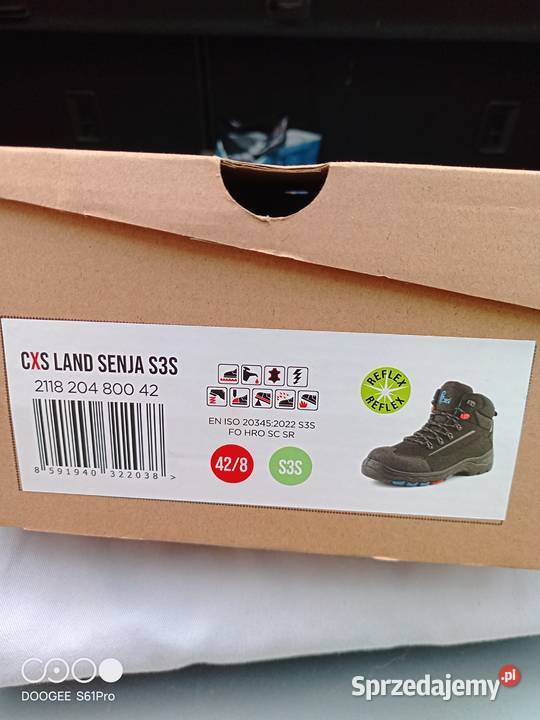 CXS LAND SENJA S3S
2118 204 800 42
8 591940 322038 >
EN ISO 20345:2022 S3S
FO HRO SC SR
42/8
S3S
REFLEX
REFLEX
DOOGEE S61Pro
Sprzedajemy.pl